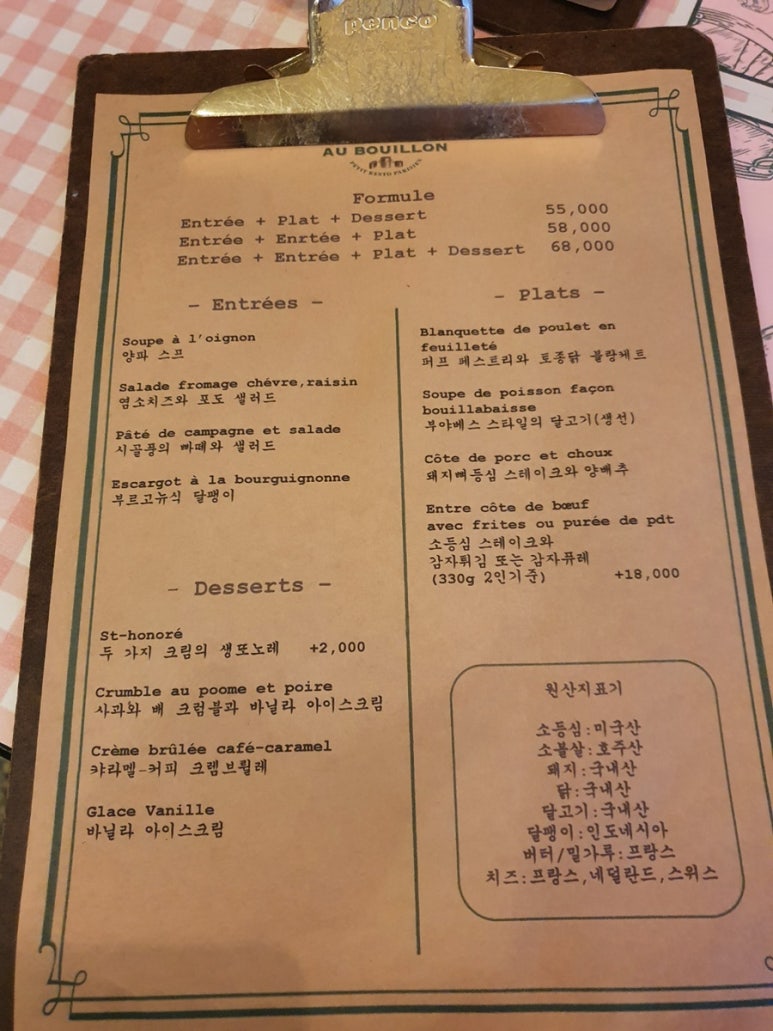 penco
AU BOUILLON
PETIT RESTO PARISIEN
Formule
Entrée + Plat + Dessert 55,000
Entrée + Enrtée + Plat 58,000
Entrée + Entrée + Plat + Dessert 68,000
- Entrées -
Soupe à l'oignon
양파 스프
Salade fromage chévre,raisin
염소치즈와 포도 샐러드
Pâté de campagne et salade
시골풍의 빠떼와 샐러드
Escargot à la bourguignonne
부르고뉴식 달팽이
- Desserts -
St-honoré
두 가지 크림의 생또노레 +2,000
Crumble au poome et poire
사과와 배 크럼블과 바닐라 아이스크림
Crème brûlée café-caramel
캬라멜-커피 크렘브륄레
Glace Vanille
바닐라 아이스크림
- Plats -
Blanquette de poulet en
feuilleté
퍼프 페스트리와 토종닭 블랑케트
Soupe de poisson façon
bouillabaisse
부야베스 스타일의 달고기(생선)
Côte de porc et choux
돼지뼈등심 스테이크와 양배추
Entre côte de bœuf
avec frites ou purée de pdt
소등심 스테이크와
감자튀김 또는 감자퓨레
(330g 2인기준) +18,000
원산지표기
소등심:미국산
소볼살:호주산
돼지:국내산
닭:국내산
달고기:국내산
달팽이:인도네시아
버터/밀가루:프랑스
치즈:프랑스,네덜란드,스위스